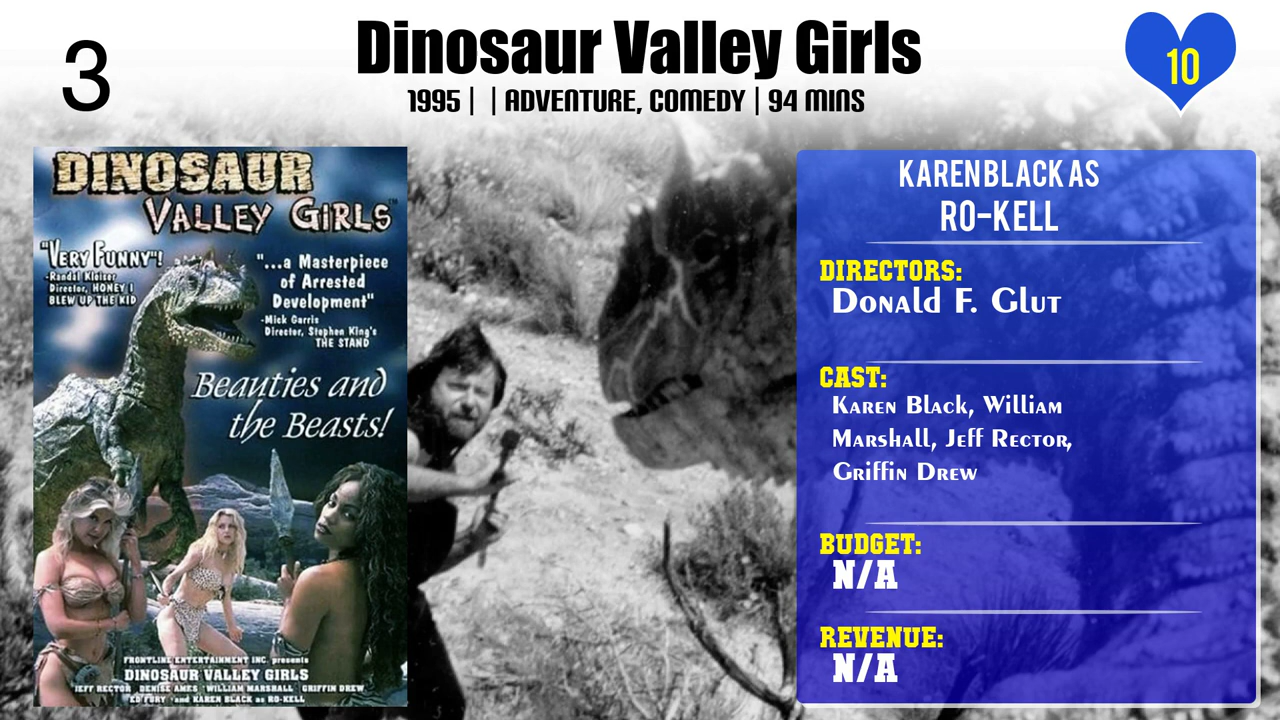 3
Dinosaur Valley Girls
1995 | | ADVENTURE, COMEDY | 94 MINS
10
DINOSAUR
VALLEY GIRLS™
"VERY FUNNY"!
-Randal Kleiser
Director, HONEY I
BLEW UP THE KID
"...a Masterpiece
of Arrested
Development"
-Mick Garris
Director, Stephen King's
THE STAND
Beauties and
the Beasts!
FRONTLINE ENTERTAINMENT INC. presents
DINOSAUR VALLEY GIRLS
JEFF RECTOR DENISE AMES WILLIAM MARSHALL GRIFFIN DREW
ED FURY and KAREN BLACK as RO-KELL
KAREN BLACK AS
RO-KELL
DIRECTORS:
Donald F. Glut
CAST:
Karen Black, William
Marshall, Jeff Rector,
Griffin Drew
BUDGET:
N/A
REVENUE:
N/A